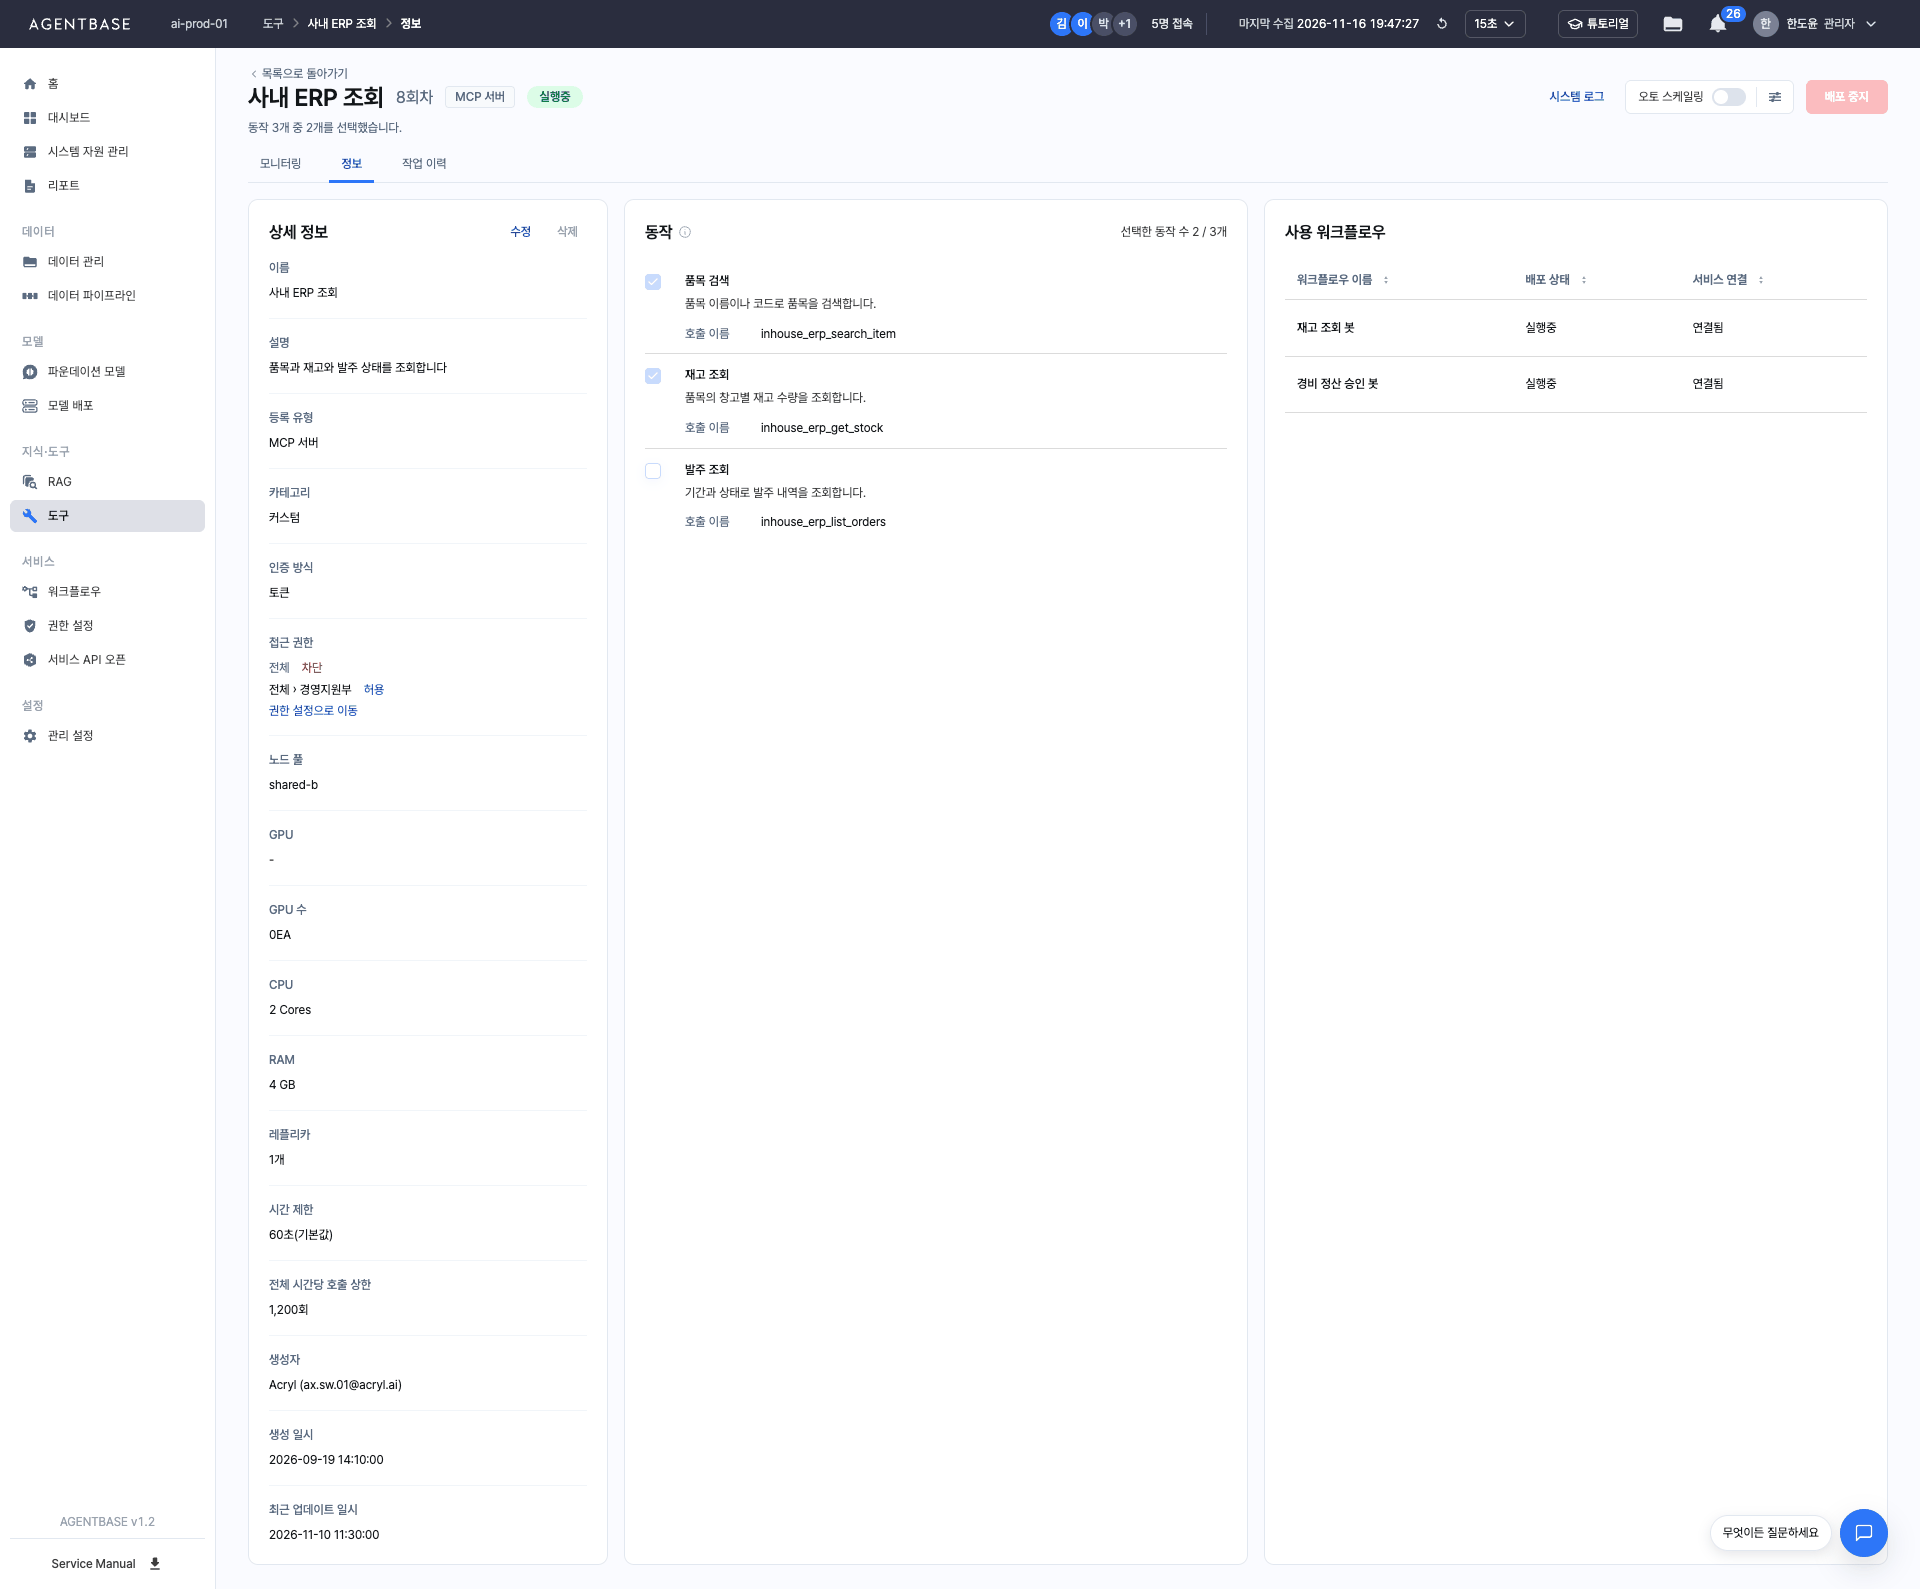 AGENTBASE
ai-prod-01
도구 > 사내 ERP 조회 > 정보
김 이 박 +1 5명 접속
마지막 수집 2026-11-16 19:47:27
15초
튜토리얼
26
한 한도윤 관리자
홈
대시보드
시스템 자원 관리
리포트
데이터
데이터 관리
데이터 파이프라인
모델
파운데이션 모델
모델 배포
지식·도구
RAG
도구
서비스
워크플로우
권한 설정
서비스 API 오픈
설정
관리 설정
AGENTBASE v1.2
Service Manual
목록으로 돌아가기
사내 ERP 조회 8회차 MCP 서버 실행중
동작 3개 중 2개를 선택했습니다.
시스템 로그
오토 스케일링
배포 중지
모니터링 정보 작업 이력
상세 정보 수정 삭제
이름
사내 ERP 조회
설명
품목과 재고와 발주 상태를 조회합니다
등록 유형
MCP 서버
카테고리
커스텀
인증 방식
토큰
접근 권한
전체 차단
전체 › 경영지원부 허용
권한 설정으로 이동
노드 풀
shared-b
GPU
-
GPU 수
0EA
CPU
2 Cores
RAM
4 GB
레플리카
1개
시간 제한
60초(기본값)
전체 시간당 호출 상한
1,200회
생성자
Acryl (ax.sw.01@acryl.ai)
생성 일시
2026-09-19 14:10:00
최근 업데이트 일시
2026-11-10 11:30:00
동작 선택한 동작 수 2 / 3개
품목 검색
품목 이름이나 코드로 품목을 검색합니다.
호출 이름 inhouse_erp_search_item
재고 조회
품목의 창고별 재고 수량을 조회합니다.
호출 이름 inhouse_erp_get_stock
발주 조회
기간과 상태로 발주 내역을 조회합니다.
호출 이름 inhouse_erp_list_orders
사용 워크플로우
워크플로우 이름 배포 상태 서비스 연결
재고 조회 봇 실행중 연결됨
경비 정산 승인 봇 실행중 연결됨
무엇이든 질문하세요